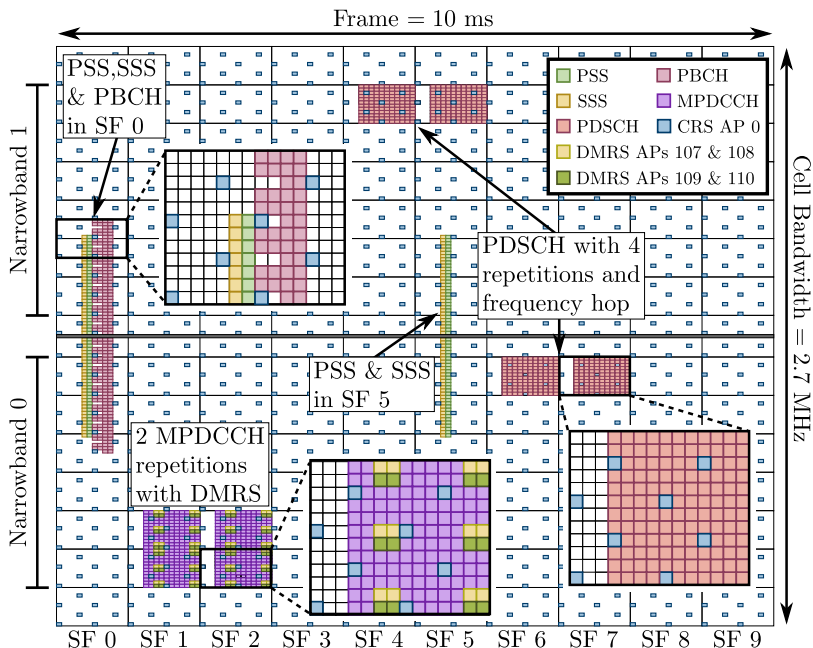 Frame = 10 ms
PSS,SSS
& PBCH
in SF 0
PSS
PBCH
SSS
MPDCCH
PDSCH
CRS AP 0
DMRS APs 107 & 108
DMRS APs 109 & 110
Narrowband 1
Cell Bandwidth = 2.7 MHz
PDSCH with 4
repetitions and
frequency hop
PSS & SSS
in SF 5
Narrowband 0
2 MPDCCH
repetitions
with DMRS
SF 0 SF 1 SF 2 SF 3 SF 4 SF 5 SF 6 SF 7 SF 8 SF 9